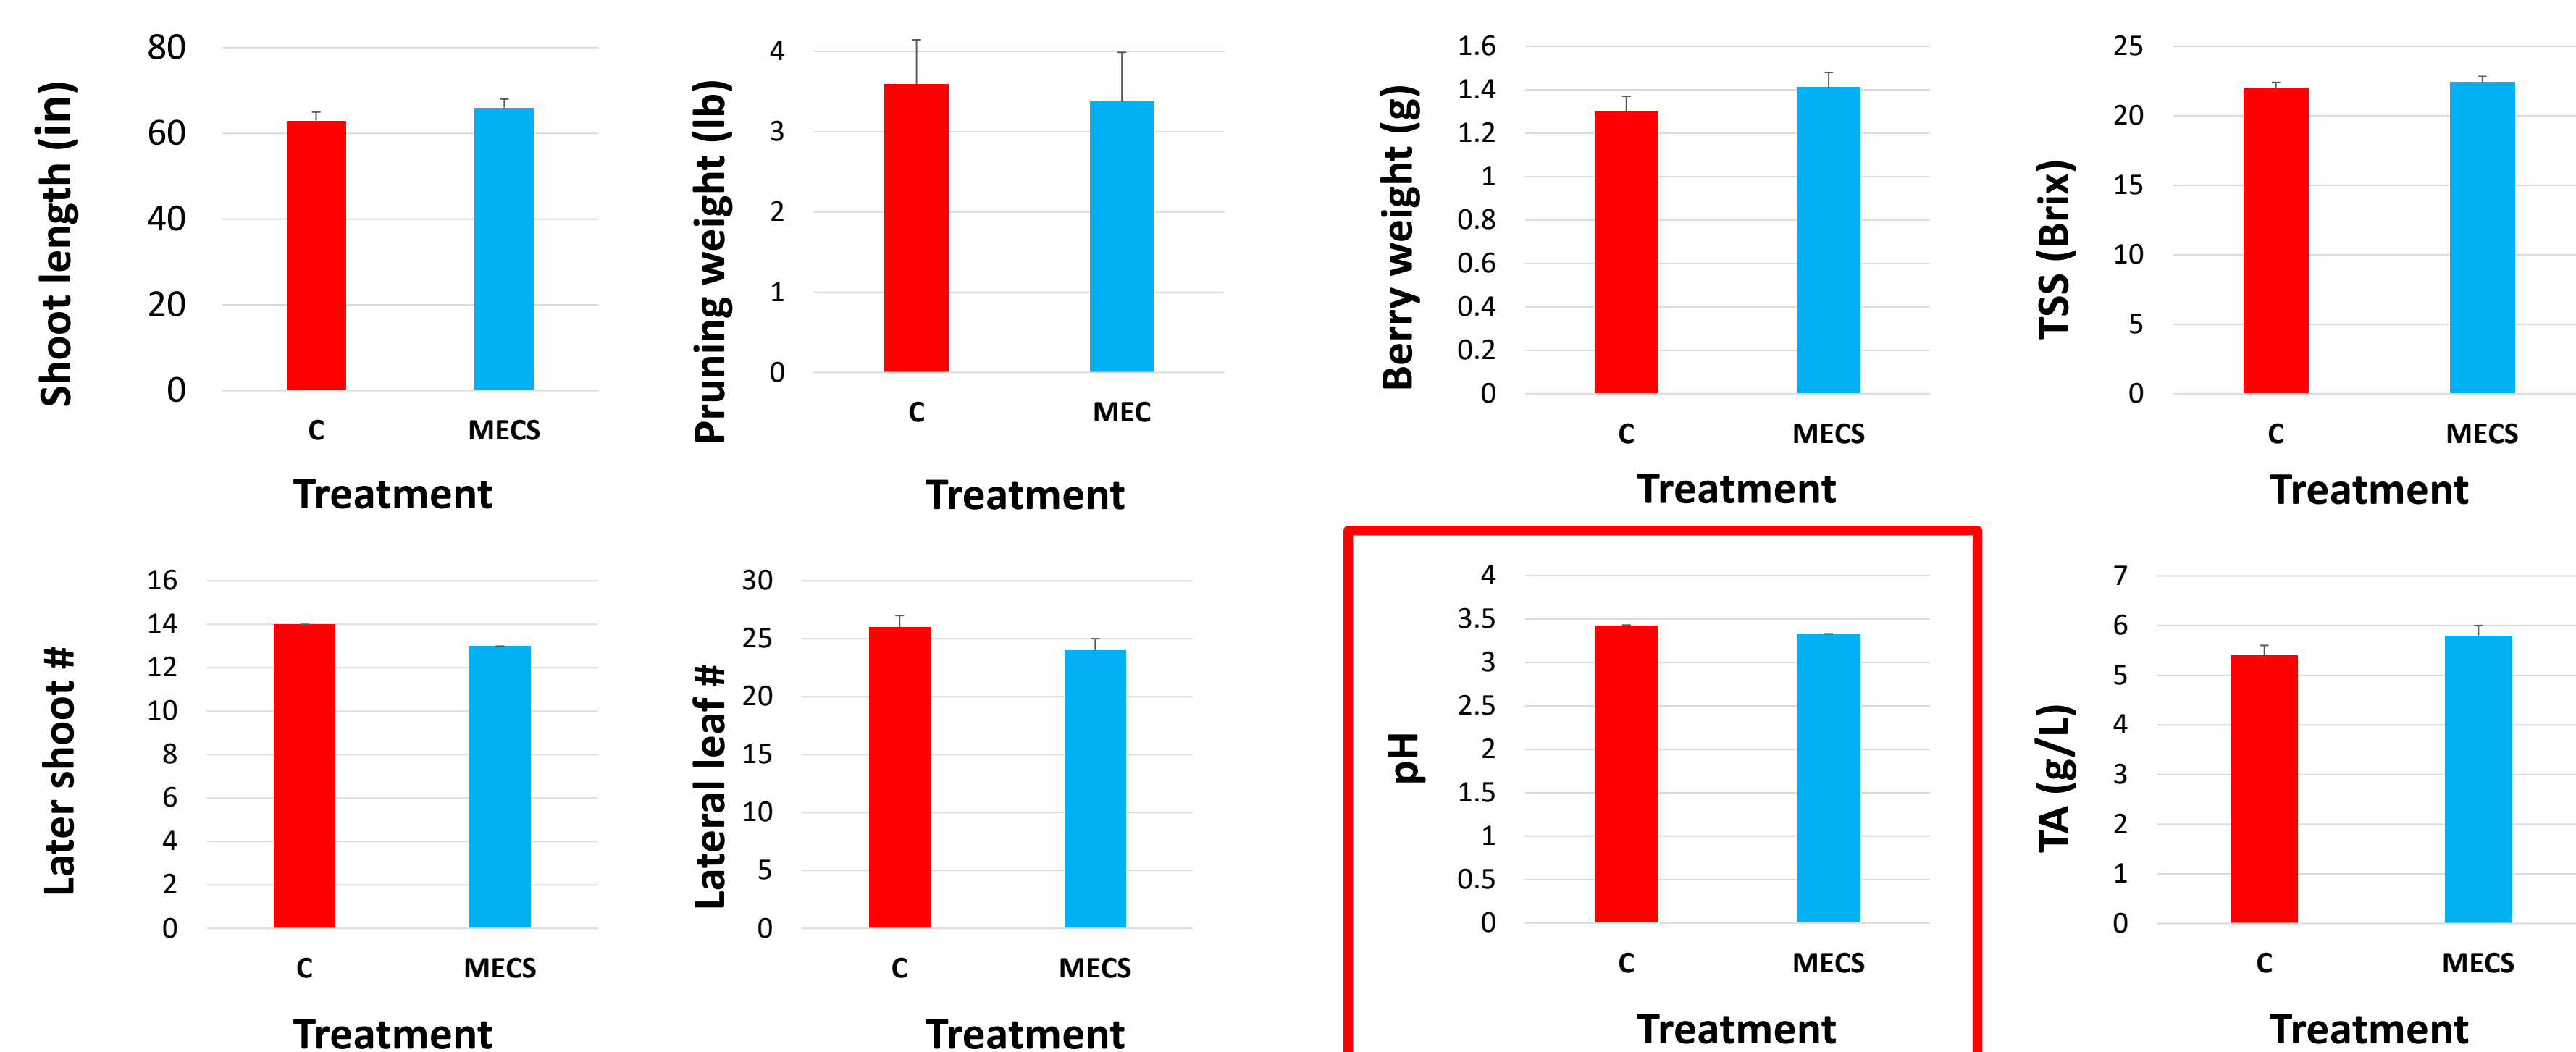 Shoot length (in)
80
60
40
20
0
C MECS
Treatment
Pruning weight (lb)
4
3
2
1
0
C MEC
Treatment
Berry weight (g)
1.6
1.4
1.2
1
0.8
0.6
0.4
0.2
0
C MECS
Treatment
TSS (Brix)
25
20
15
10
5
0
C MECS
Treatment
Later shoot #
16
14
12
10
8
6
4
2
0
C MECS
Treatment
Lateral leaf #
30
25
20
15
10
5
0
C MECS
Treatment
pH
4
3.5
3
2.5
2
1.5
1
0.5
0
C MECS
Treatment
TA (g/L)
7
6
5
4
3
2
1
0
C MECS
Treatment